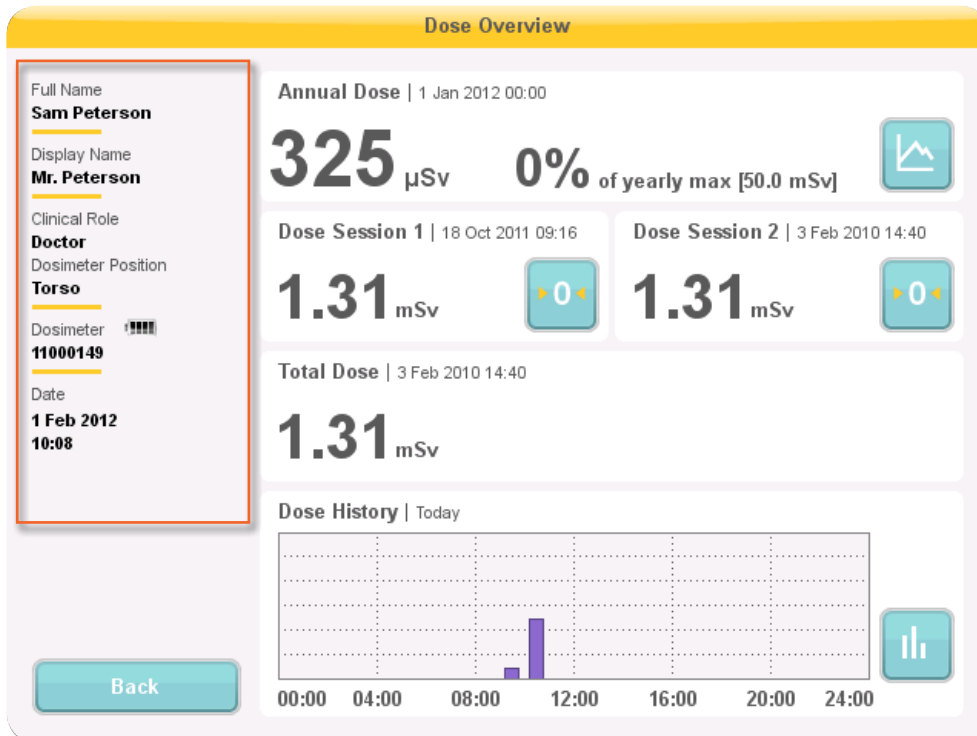 Dose Overview
Full Name
Sam Peterson
Display Name
Mr. Peterson
Clinical Role
Doctor
Dosimeter Position
Torso
Dosimeter
11000149
Date
1 Feb 2012
10:08
Back
Annual Dose | 1 Jan 2012 00:00
325 µSv 0% of yearly max [50.0 mSv]
Dose Session 1 | 18 Oct 2011 09:16
1.31 mSv
0
Dose Session 2 | 3 Feb 2010 14:40
1.31 mSv
0
Total Dose | 3 Feb 2010 14:40
1.31 mSv
Dose History | Today
00:00 04:00 08:00 12:00 16:00 20:00 24:00